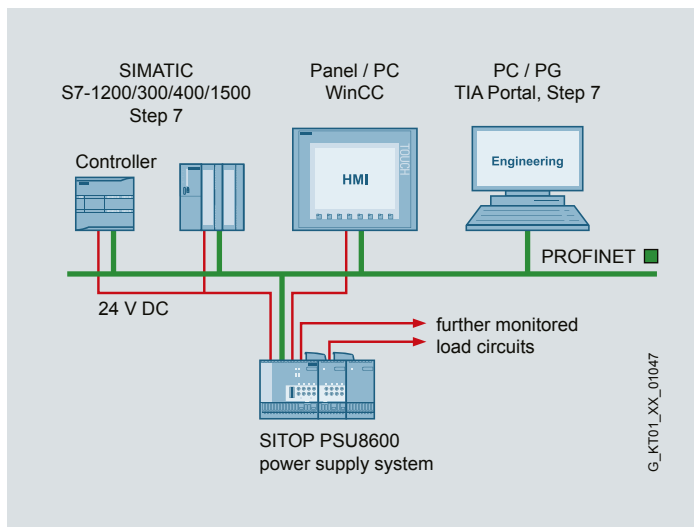 SIMATIC
S7-1200/300/400/1500
Step 7
Panel / PC
WinCC
PC / PG
TIA Portal, Step 7
Controller
TOUCH
HMI
Engineering
PROFINET
24 V DC
further monitored
load circuits
SITOP PSU8600
power supply system
G_KT01_XX_01047